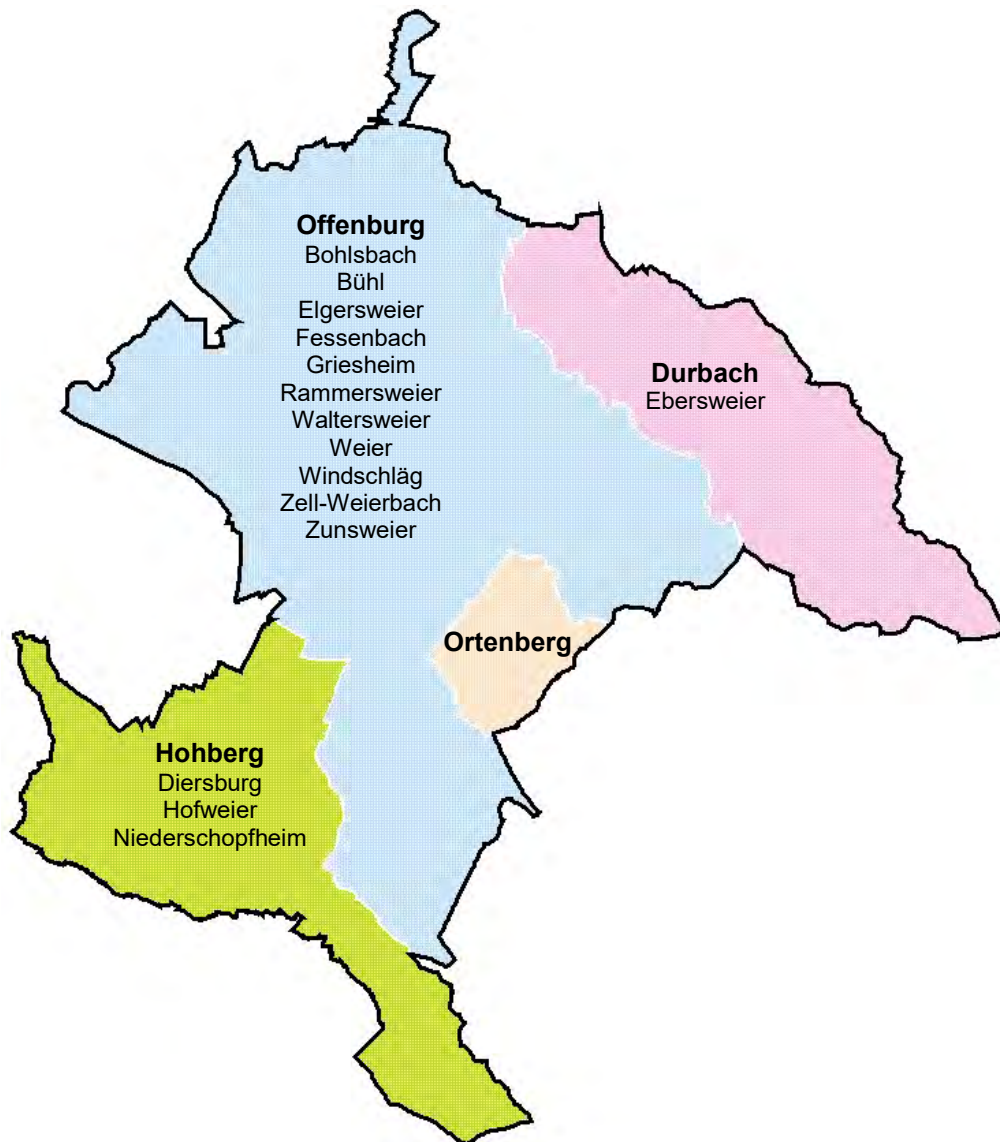 Offenburg
Bohlsbach
Bühl
Elgersweier
Fessenbach
Griesheim
Rammersweier
Waltersweier
Weier
Windschläg
Zell-Weierbach
Zunsweier
Durbach
Ebersweier
Ortenberg
Hohberg
Diersburg
Hofweier
Niederschopfheim